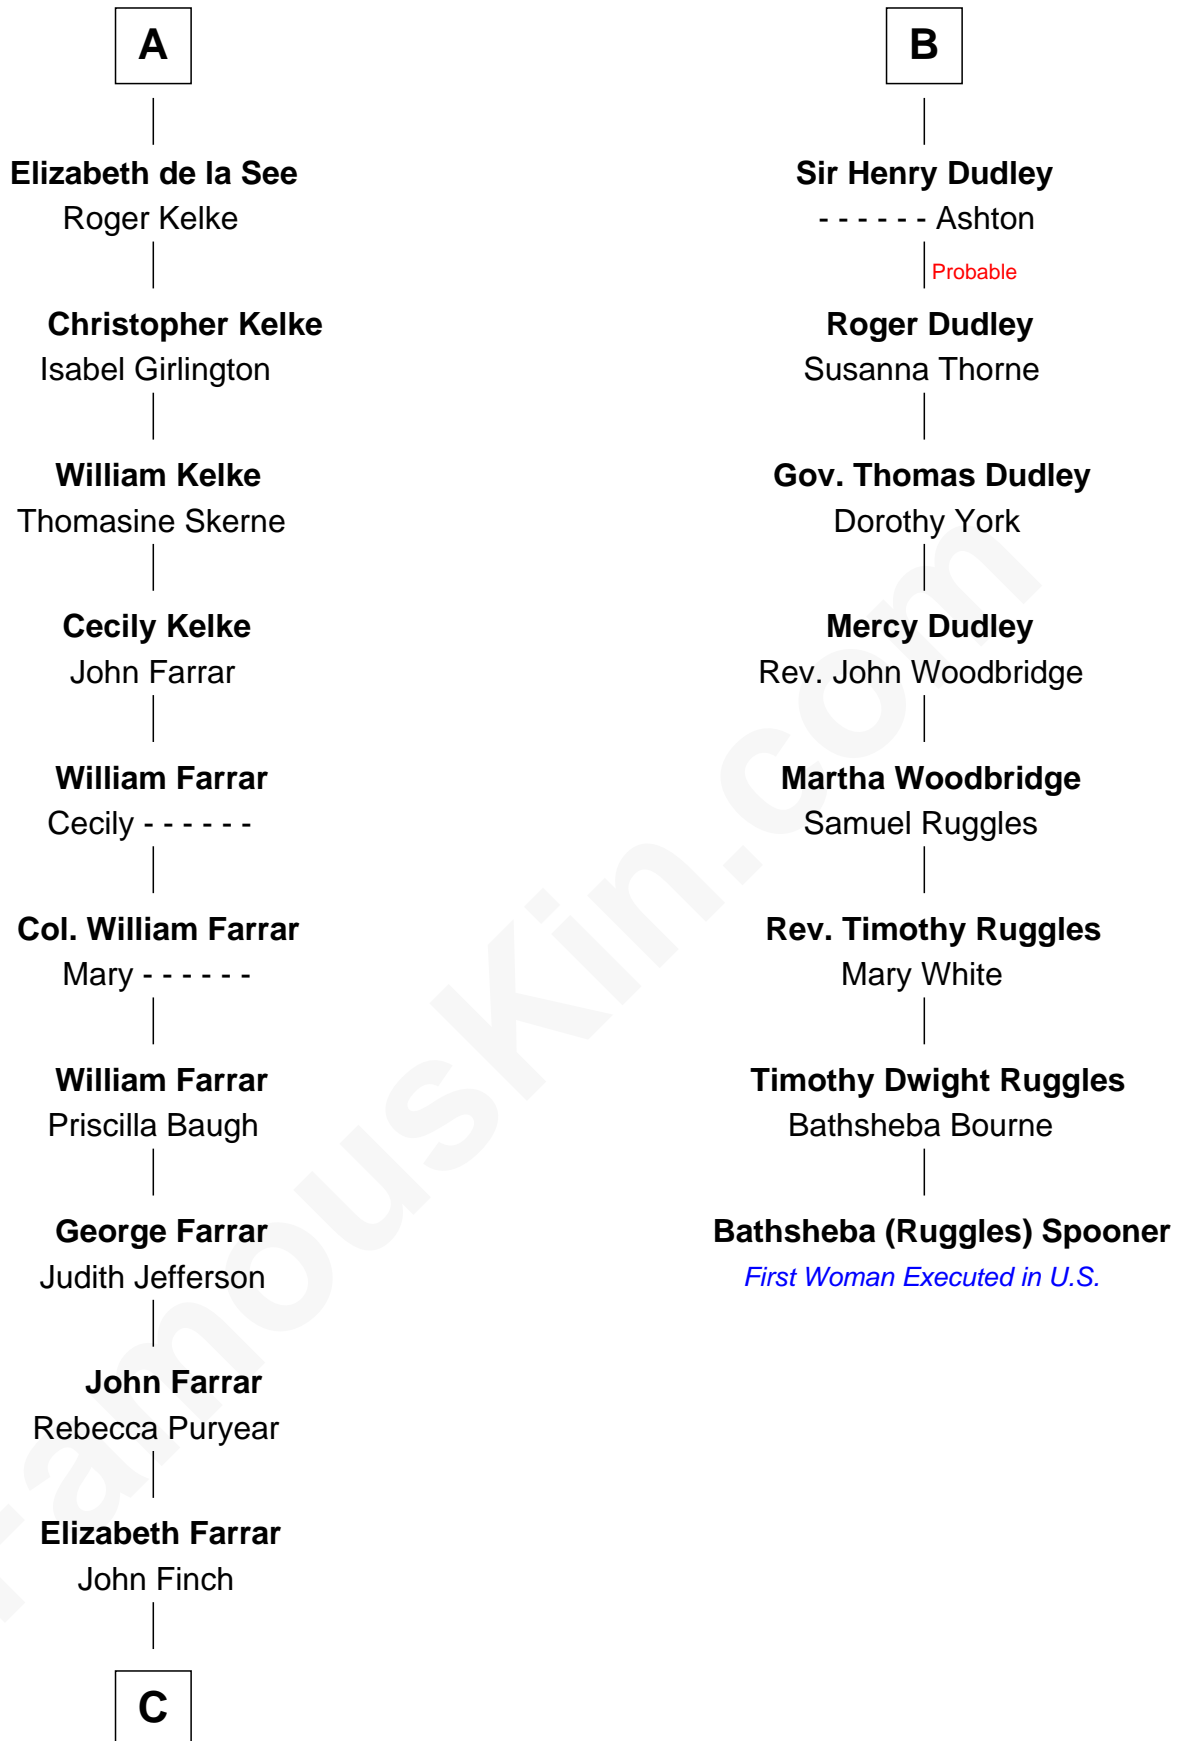 A
Elizabeth de la See
Roger Kelke
Christopher Kelke
Isabel Girlington
William Kelke
Thomasine Skerne
Cecily Kelke
John Farrar
William Farrar
Cecily - - - - - -
Col. William Farrar
Mary - - - - - -
William Farrar
Priscilla Baugh
George Farrar
Judith Jefferson
John Farrar
Rebecca Puryear
Elizabeth Farrar
John Finch
C
B
Sir Henry Dudley
- - - - - - Ashton
Probable
Roger Dudley
Susanna Thorne
Gov. Thomas Dudley
Dorothy York
Mercy Dudley
Rev. John Woodbridge
Martha Woodbridge
Samuel Ruggles
Rev. Timothy Ruggles
Mary White
Timothy Dwight Ruggles
Bathsheba Bourne
Bathsheba (Ruggles) Spooner
First Woman Executed in U.S.
FamousKin.com